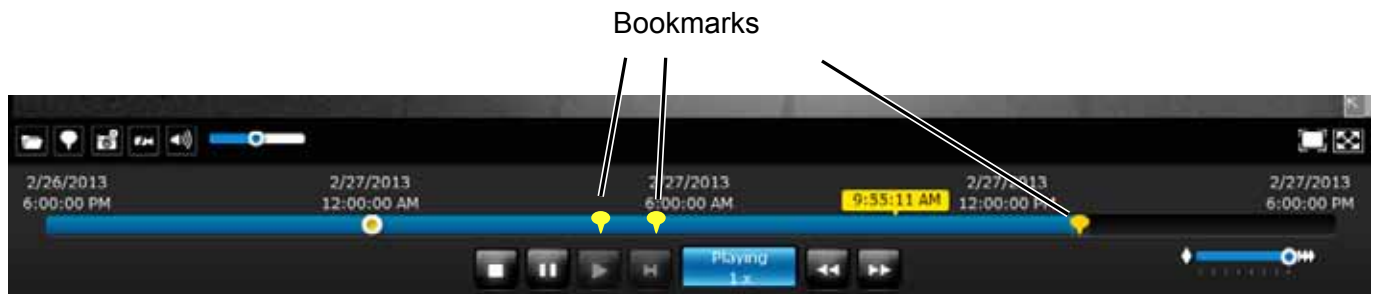 Bookmarks
2/26/2013
6:00:00 PM
2/27/2013
12:00:00 AM
2/27/2013
6:00:00 AM
9:55:11 AM
2/27/2013
12:00:00 PM
2/27/2013
6:00:00 PM
Playing
1 x